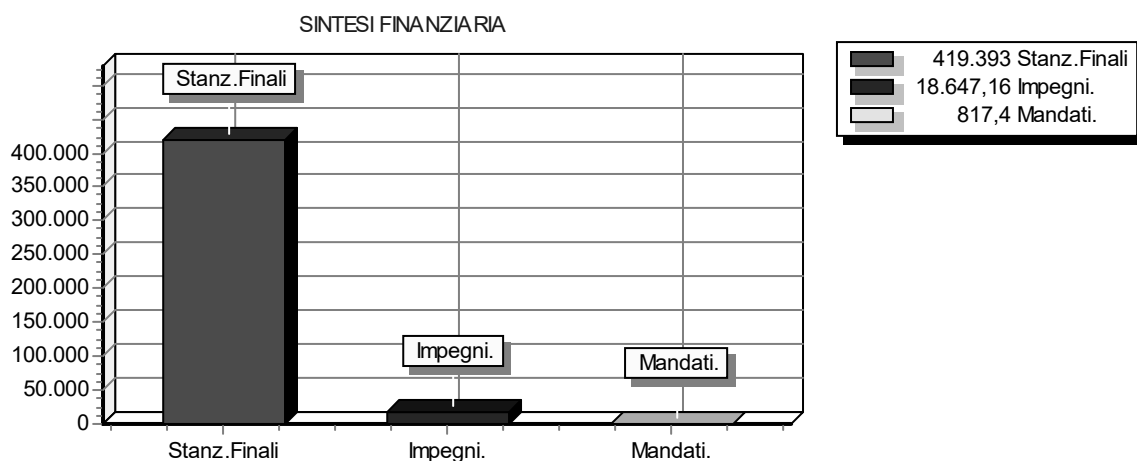 SINTESI FINANZIARIA
419.393 Stanz.Finali
18.647,16 Impegni.
817,4 Mandati.
Stanz.Finali
Impegni.
Mandati.
400.000
350.000
300.000
250.000
200.000
150.000
100.000
50.000
0
Stanz.Finali
Impegni.
Mandati.